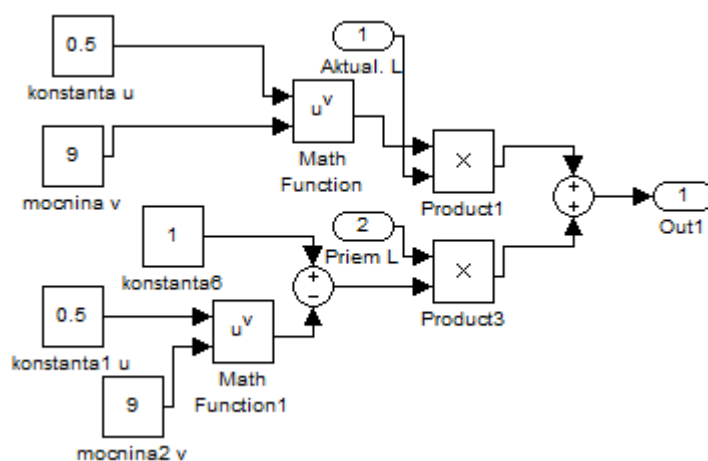 0.5
konstanta u
1
Aktual. L
u^v
Math
Function
9
mocnina v
×
Product1
+
+
1
Out1
1
konstanta6
2
Priem L
+
−
×
Product3
0.5
konstanta1 u
u^v
Math
Function1
9
mocnina2 v